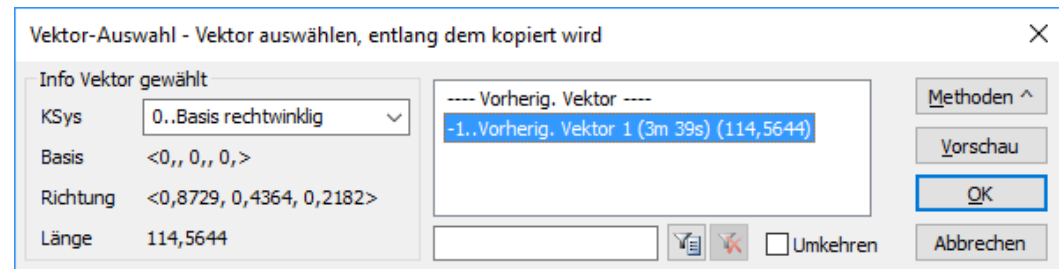 Vektor-Auswahl - Vektor auswählen, entlang dem kopiert wird
Info Vektor gewählt
KSys 0..Basis rechtwinklig
Basis <0,, 0,, 0,>
Richtung <0,8729, 0,4364, 0,2182>
Länge 114,5644
---- Vorherig. Vektor ----
-1..Vorherig. Vektor 1 (3m 39s) (114,5644)
Umkehren
Methoden ^
Vorschau
OK
Abbrechen